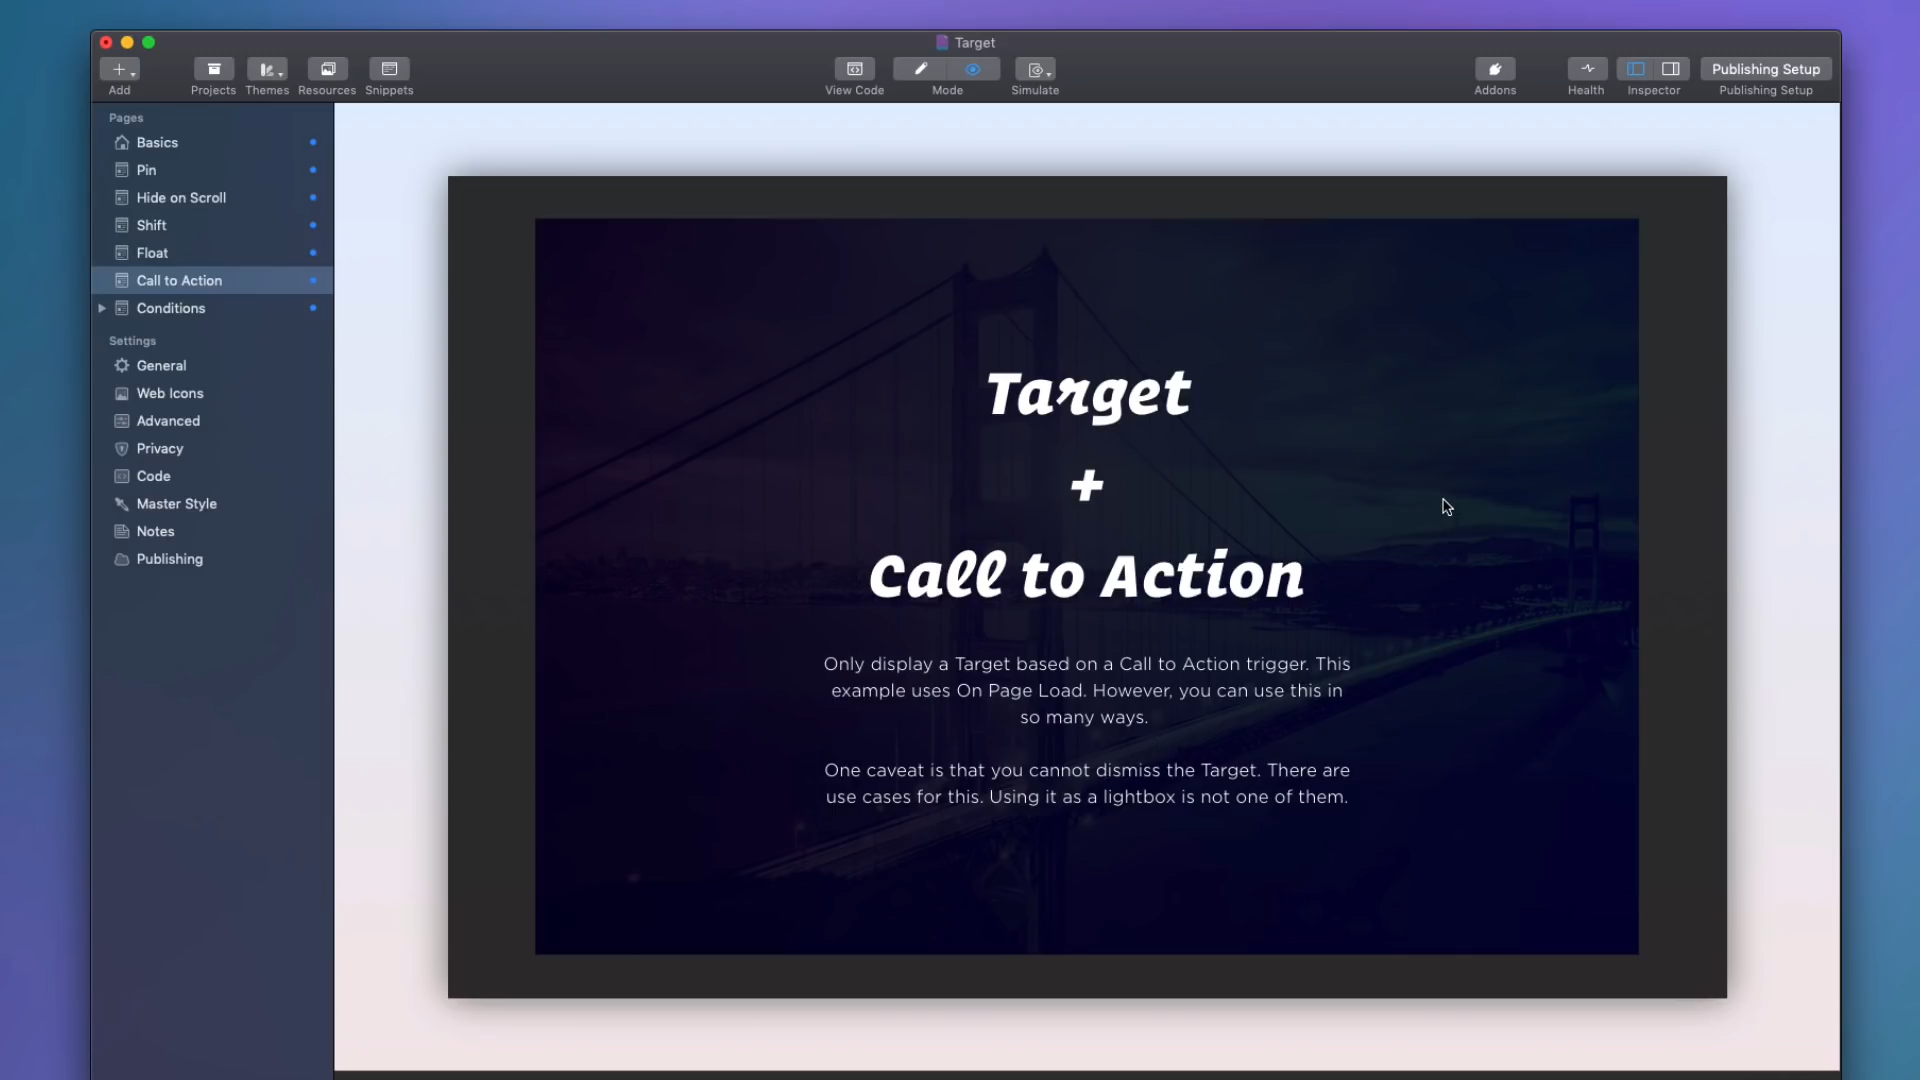 Target
Add
Projects
Themes
Resources
Snippets
View Code
Mode
Simulate
Addons
Health
Inspector
Publishing Setup
Publishing Setup
Pages
Basics
Pin
Hide on Scroll
Shift
Float
Call to Action
Conditions
Settings
General
Web Icons
Advanced
Privacy
Code
Master Style
Notes
Publishing
Target
+
Call to Action
Only display a Target based on a Call to Action trigger. This
example uses On Page Load. However, you can use this in
so many ways.
One caveat is that you cannot dismiss the Target. There are
use cases for this. Using it as a lightbox is not one of them.